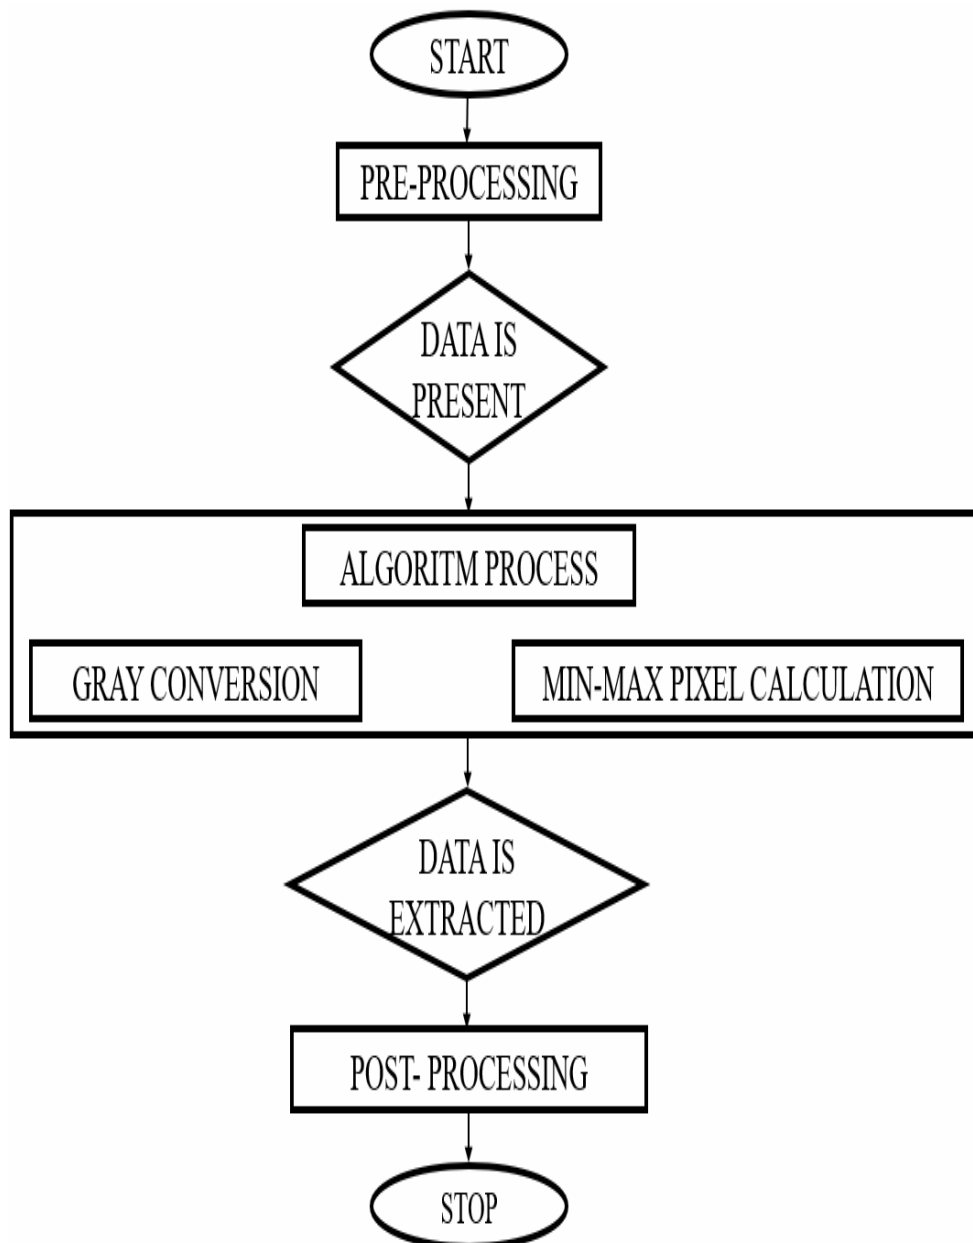 START
PRE-PROCESSING
DATA IS
PRESENT
ALGORITM PROCESS
GRAY CONVERSION
MIN-MAX PIXEL CALCULATION
DATA IS
EXTRACTED
POST- PROCESSING
STOP